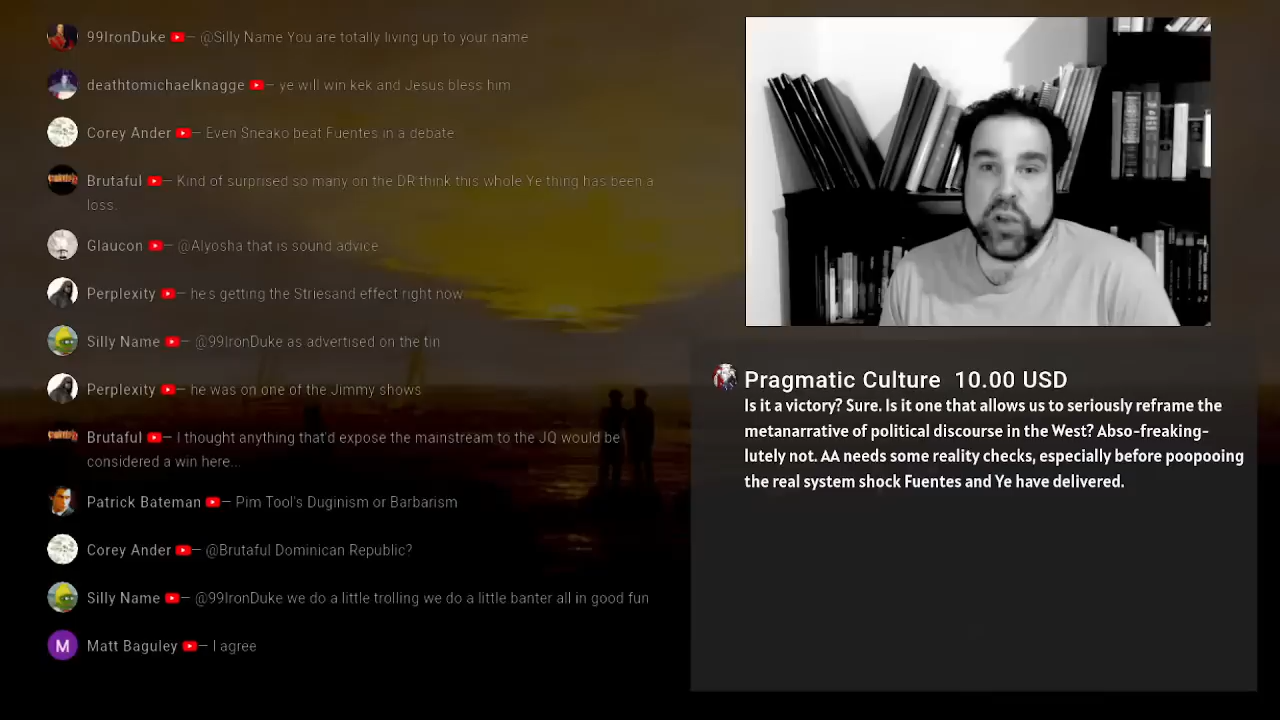 99IronDuke — @Silly Name You are totally living up to your name
deathtomichaelknagge — ye will win kek and Jesus bless him
Corey Ander — Even Sneako beat Fuentes in a debate
Brutaful — Kind of surprised so many on the DR think this whole Ye thing has been a
loss.
Glaucon — @Alyosha that is sound advice
Perplexity — he's getting the Striesand effect right now
Silly Name — @99IronDuke as advertised on the tin
Perplexity — he was on one of the Jimmy shows
Brutaful — I thought anything that'd expose the mainstream to the JQ would be
considered a win here...
Patrick Bateman — Pim Tool's Duginism or Barbarism
Corey Ander — @Brutaful Dominican Republic?
Silly Name — @99IronDuke we do a little trolling we do a little banter all in good fun
M Matt Baguley — I agree
Pragmatic Culture 10.00 USD
Is it a victory? Sure. Is it one that allows us to seriously reframe the
metanarrative of political discourse in the West? Abso-freaking-
lutely not. AA needs some reality checks, especially before poopooing
the real system shock Fuentes and Ye have delivered.